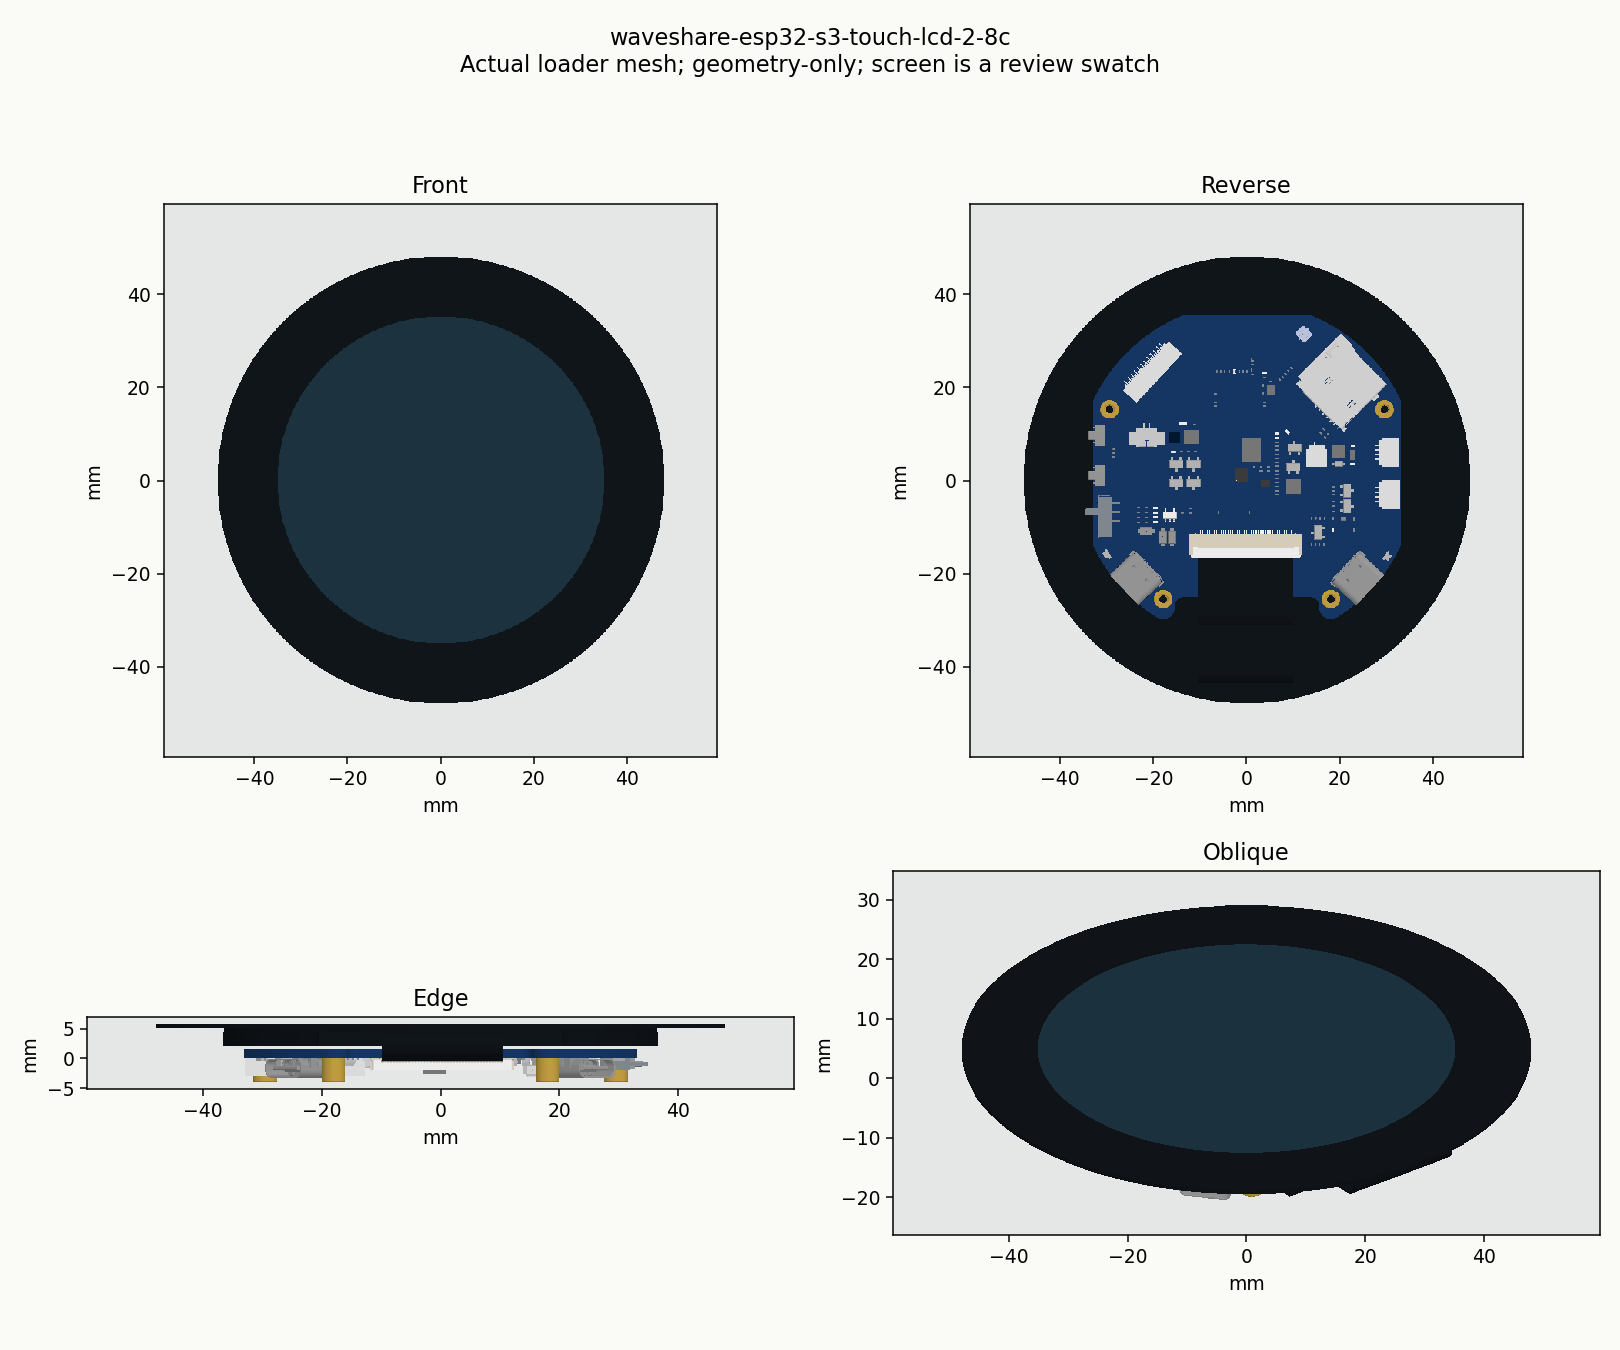 waveshare-esp32-s3-touch-lcd-2-8c
Actual loader mesh; geometry-only; screen is a review swatch
Front
40
20
0
−20
−40
mm
−40 −20 0 20 40
mm
Reverse
40
20
0
−20
−40
mm
−40 −20 0 20 40
mm
Edge
5
0
−5
mm
−40 −20 0 20 40
mm
Oblique
30
20
10
0
−10
−20
mm
−40 −20 0 20 40
mm